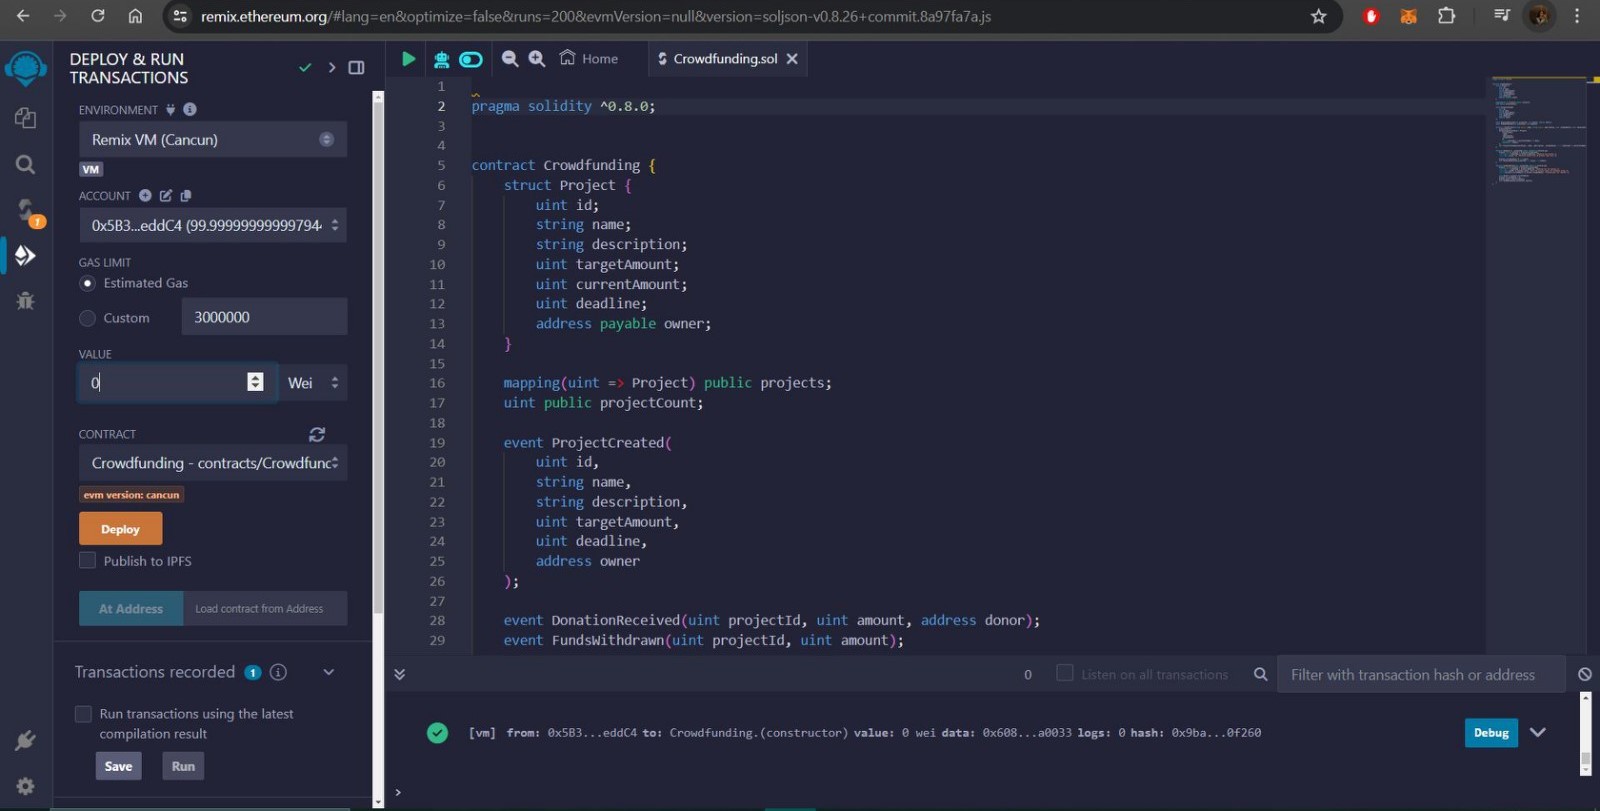 remix.ethereum.org/#lang=en&optimize=false&runs=200&evmVersion=null&version=soljson-v0.8.26+commit.8a97fa7a.js
DEPLOY & RUN
TRANSACTIONS
ENVIRONMENT
Remix VM (Cancun)
VM
ACCOUNT
0x5B3...eddC4 (99.9999999999794
GAS LIMIT
Estimated Gas
Custom
3000000
VALUE
0
Wei
CONTRACT
Crowdfunding - contracts/Crowdfunc
evm version: cancun
Deploy
Publish to IPFS
At Address
Load contract from Address
Transactions recorded 1
Run transactions using the latest
compilation result
Save
Run
1
Home
Crowdfunding.sol
1
2 pragma solidity ^0.8.0;
3
4
5 contract Crowdfunding {
6 struct Project {
7 uint id;
8 string name;
9 string description;
10 uint targetAmount;
11 uint currentAmount;
12 uint deadline;
13 address payable owner;
14 }
15
16 mapping(uint => Project) public projects;
17 uint public projectCount;
18
19 event ProjectCreated(
20 uint id,
21 string name,
22 string description,
23 uint targetAmount,
24 uint deadline,
25 address owner
26 );
27
28 event DonationReceived(uint projectId, uint amount, address donor);
29 event FundsWithdrawn(uint projectId, uint amount);
0
Listen on all transactions
Filter with transaction hash or address
[vm] from: 0x5B3...eddC4 to: Crowdfunding.(constructor) value: 0 wei data: 0x608...a0033 logs: 0 hash: 0x9ba...0f260
Debug
>